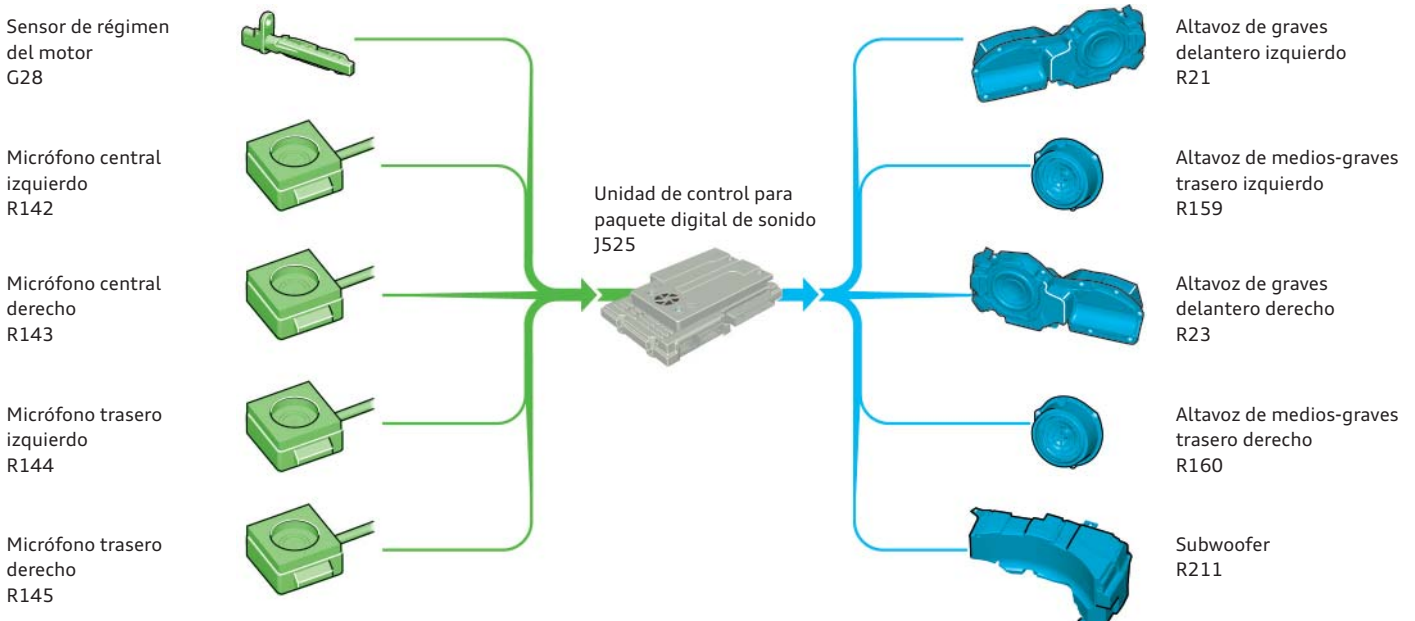 Sensor de régimen
del motor
G28
Micrófono central
izquierdo
R142
Micrófono central
derecho
R143
Micrófono trasero
izquierdo
R144
Micrófono trasero
derecho
R145
Unidad de control para
paquete digital de sonido
J525
Altavoz de graves
delantero izquierdo
R21
Altavoz de medios-graves
trasero izquierdo
R159
Altavoz de graves
delantero derecho
R23
Altavoz de medios-graves
trasero derecho
R160
Subwoofer
R211